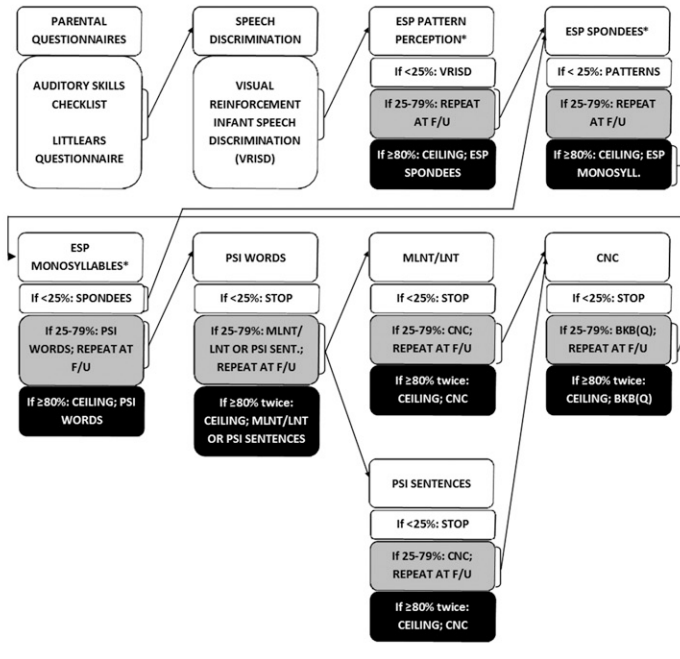 PARENTAL
QUESTIONNAIRES
AUDITORY SKILLS
CHECKLIST
LITTLEARS
QUESTIONNAIRE
SPEECH
DISCRIMINATION
VISUAL
REINFORCEMENT
INFANT SPEECH
DISCRIMINATION
(VRISD)
ESP PATTERN
PERCEPTION*
If <25%: VRISD
If 25-79%: REPEAT
AT F/U
If ≥80%: CEILING; ESP
SPONDEES
ESP SPONDEES*
If < 25%: PATTERNS
If 25-79%: REPEAT
AT F/U
If ≥80%: CEILING; ESP
MONOSYLL.
ESP
MONOSYLLABLES*
If <25%: SPONDEES
If 25-79%: PSI
WORDS; REPEAT AT
F/U
If ≥80%: CEILING; PSI
WORDS
PSI WORDS
If <25%: STOP
If 25-79%: MLNT/
LNT OR PSI SENT.;
REPEAT AT F/U
If ≥80% twice:
CEILING; MLNT/LNT
OR PSI SENTENCES
MLNT/LNT
If <25%: STOP
If 25-79%: CNC;
REPEAT AT F/U
If ≥80% twice:
CEILING; CNC
CNC
If <25%: STOP
If 25-79%: BKB(Q);
REPEAT AT F/U
If ≥80% twice:
CEILING; BKB(Q)
PSI SENTENCES
If <25%: STOP
If 25-79%: CNC;
REPEAT AT F/U
If ≥80% twice:
CEILING; CNC